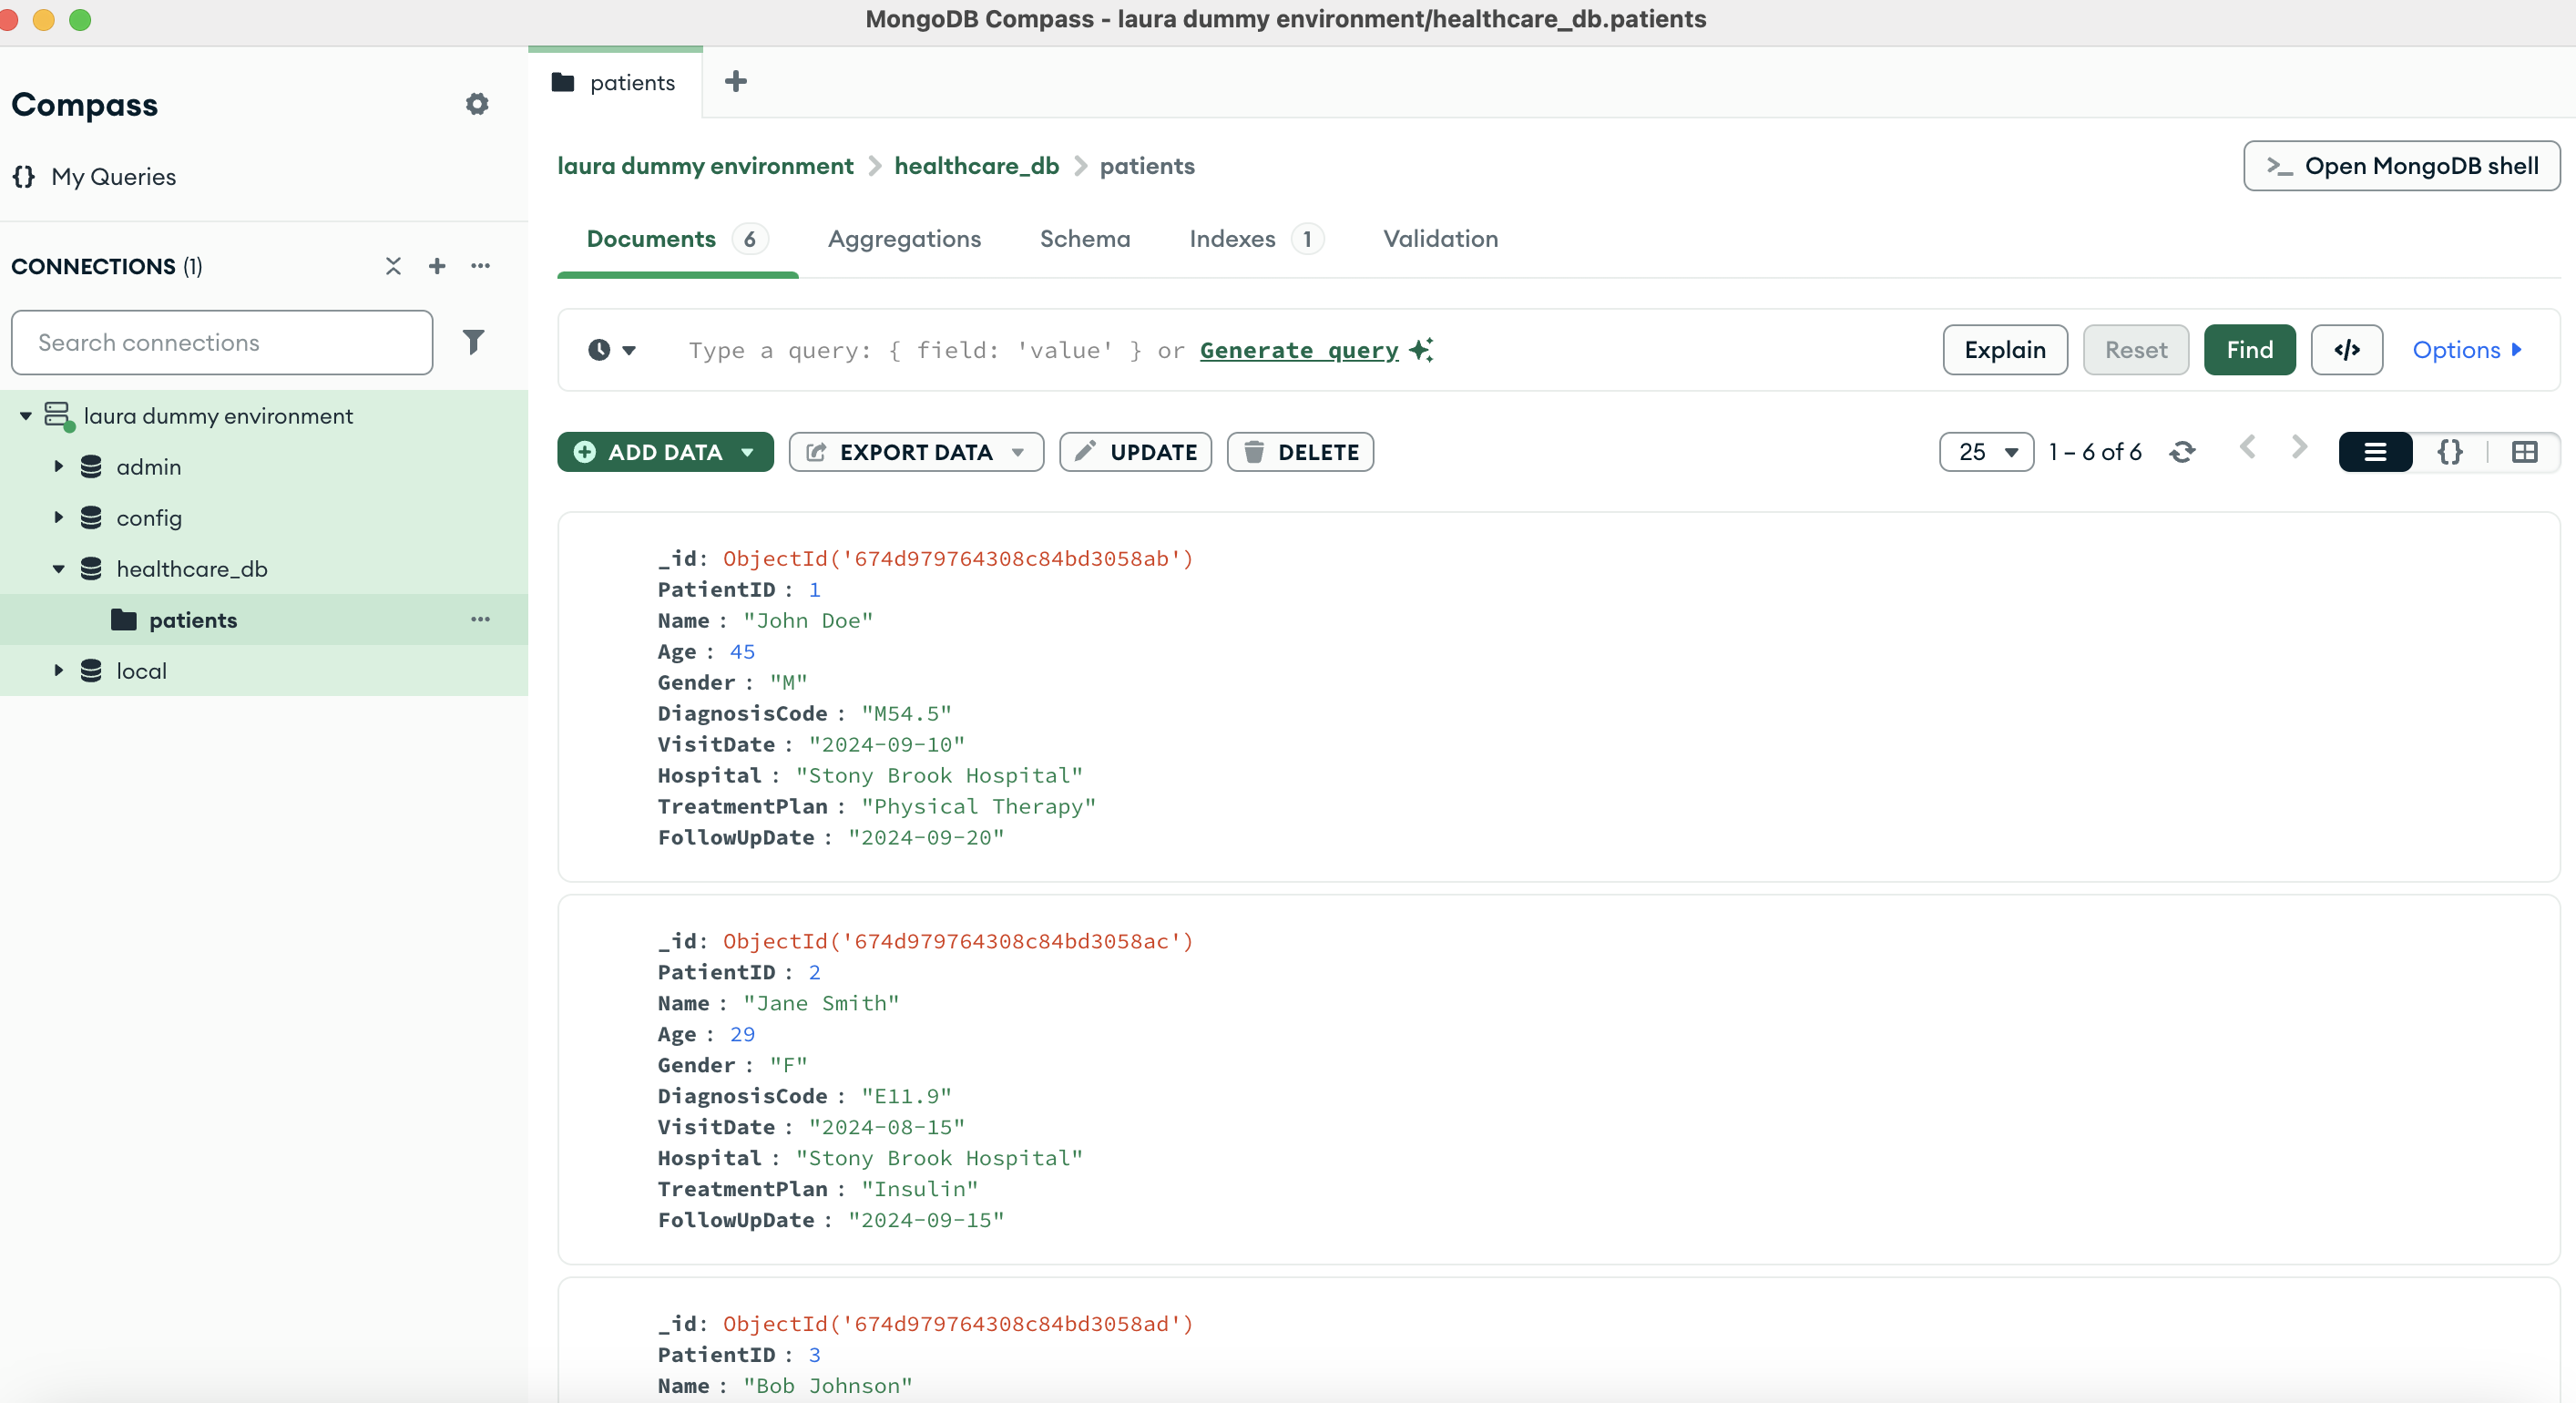 MongoDB Compass - laura dummy environment/healthcare_db.patients
Compass
{} My Queries
CONNECTIONS (1)
Search connections
laura dummy environment
admin
config
healthcare_db
patients
local
patients
laura dummy environment > healthcare_db > patients
>_ Open MongoDB shell
Documents 6 Aggregations Schema Indexes 1 Validation
Type a query: { field: 'value' } or Generate query
Explain Reset Find </> Options
ADD DATA EXPORT DATA UPDATE DELETE
25 1 – 6 of 6 {}
_id: ObjectId('674d979764308c84bd3058ab')
PatientID : 1
Name : "John Doe"
Age : 45
Gender : "M"
DiagnosisCode : "M54.5"
VisitDate : "2024-09-10"
Hospital : "Stony Brook Hospital"
TreatmentPlan : "Physical Therapy"
FollowUpDate : "2024-09-20"
_id: ObjectId('674d979764308c84bd3058ac')
PatientID : 2
Name : "Jane Smith"
Age : 29
Gender : "F"
DiagnosisCode : "E11.9"
VisitDate : "2024-08-15"
Hospital : "Stony Brook Hospital"
TreatmentPlan : "Insulin"
FollowUpDate : "2024-09-15"
_id: ObjectId('674d979764308c84bd3058ad')
PatientID : 3
Name : "Bob Johnson"